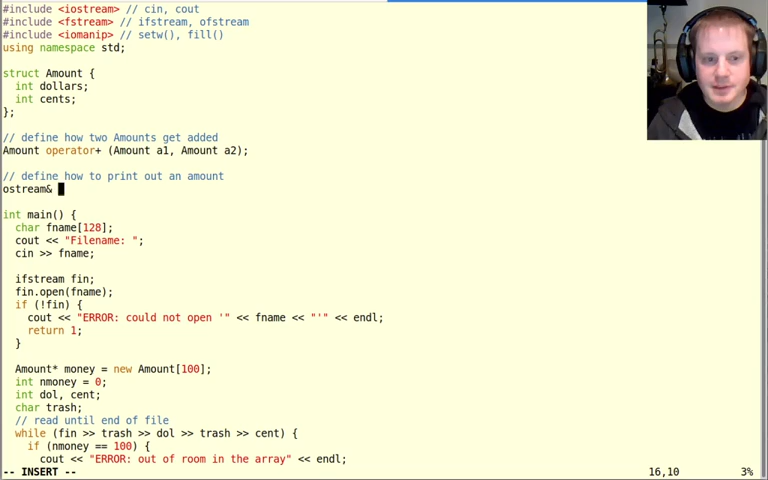 #include <iostream> // cin, cout
#include <fstream> // ifstream, ofstream
#include <iomanip> // setw(), fill()
using namespace std;

struct Amount {
  int dollars;
  int cents;
};

// define how two Amounts get added
Amount operator+ (Amount a1, Amount a2);

// define how to print out an amount
ostream&

int main() {
  char fname[128];
  cout << "Filename: ";
  cin >> fname;

  ifstream fin;
  fin.open(fname);
  if (!fin) {
    cout << "ERROR: could not open '" << fname << "'" << endl;
    return 1;
  }

  Amount* money = new Amount[100];
  int nmoney = 0;
  int dol, cent;
  char trash;
  // read until end of file
  while (fin >> trash >> dol >> trash >> cent) {
    if (nmoney == 100) {
      cout << "ERROR: out of room in the array" << endl;
-- INSERT -- 16,10 3%